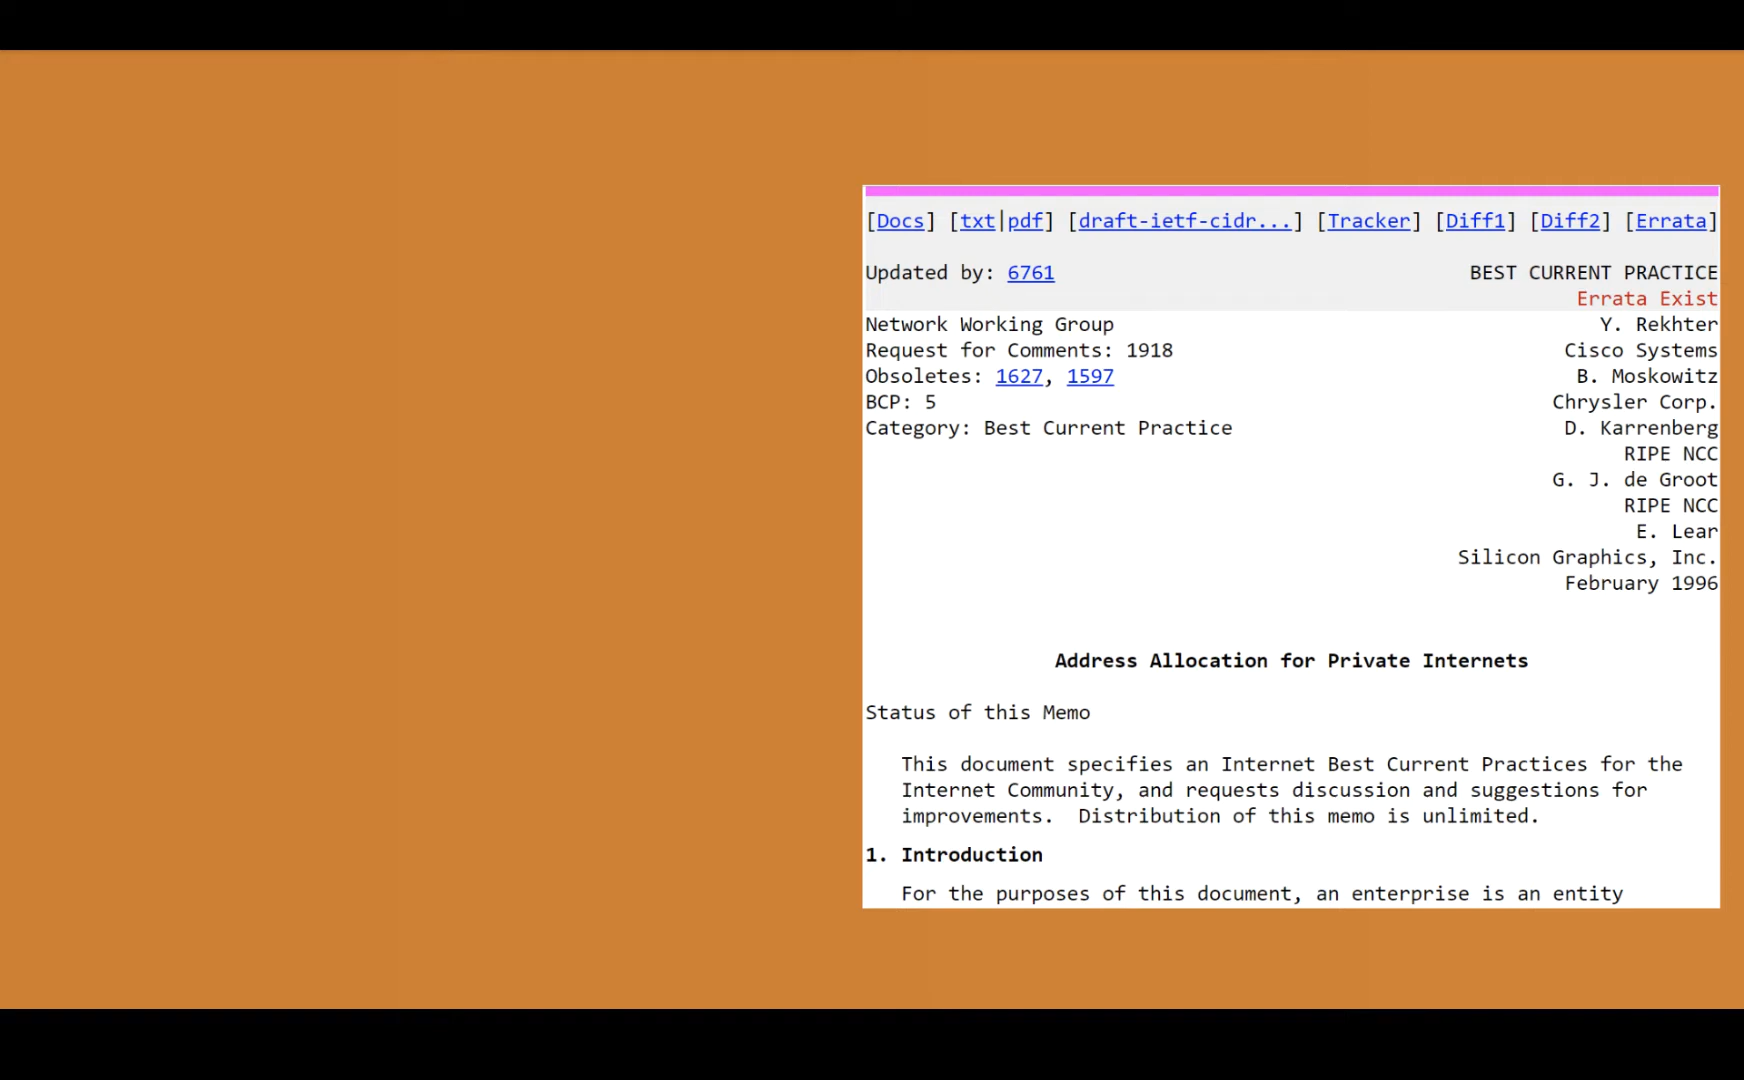 [Docs] [txt|pdf] [draft-ietf-cidr...] [Tracker] [Diff1] [Diff2] [Errata]
Updated by: 6761 BEST CURRENT PRACTICE
Errata Exist
Network Working Group Y. Rekhter
Request for Comments: 1918 Cisco Systems
Obsoletes: 1627, 1597 B. Moskowitz
BCP: 5 Chrysler Corp.
Category: Best Current Practice D. Karrenberg
RIPE NCC
G. J. de Groot
RIPE NCC
E. Lear
Silicon Graphics, Inc.
February 1996
Address Allocation for Private Internets
Status of this Memo
This document specifies an Internet Best Current Practices for the
Internet Community, and requests discussion and suggestions for
improvements. Distribution of this memo is unlimited.
1. Introduction
For the purposes of this document, an enterprise is an entity